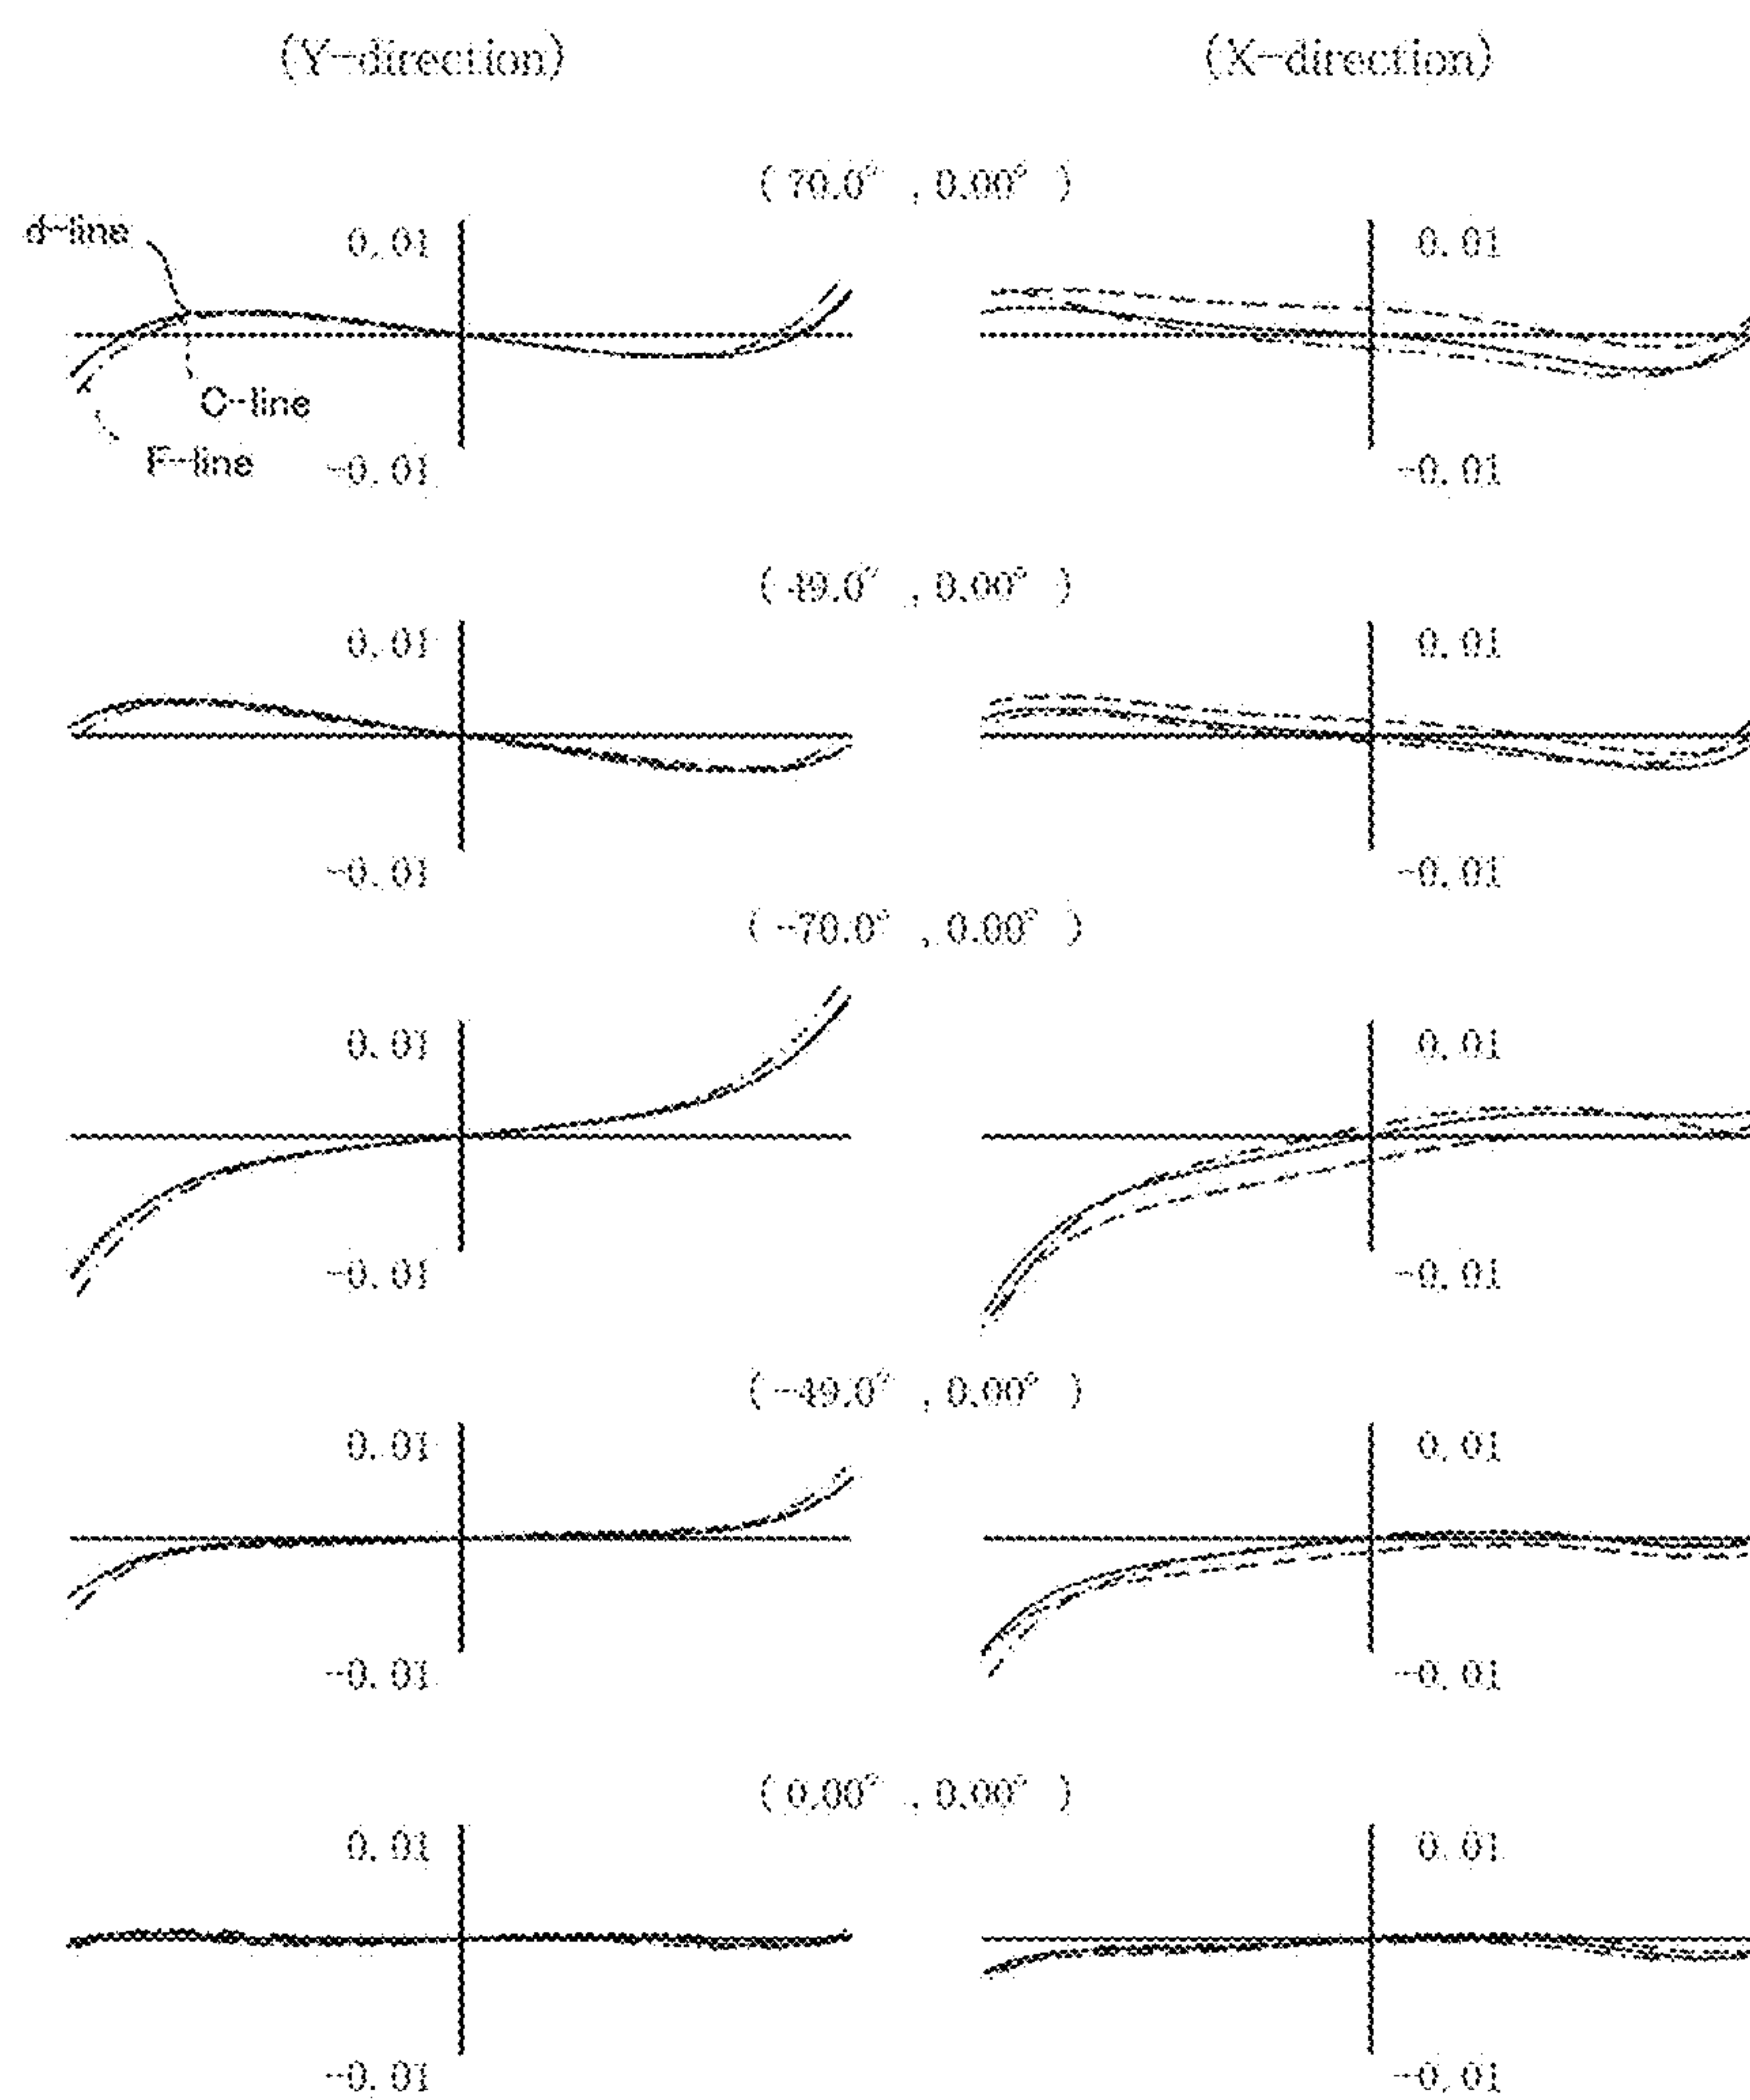 (Y-direction) (X-direction)
(70.0° , 0.00° )
d-line 0.01 0.01
C-line
F-line -0.01 -0.01
(49.0° , 0.00° )
0.01 0.01
-0.01 -0.01
(-70.0° , 0.00° )
0.01 0.01
-0.01 -0.01
(-49.0° , 0.00° )
0.01 0.01
-0.01 -0.01
(0.00° , 0.00° )
0.01 0.01
-0.01 -0.01